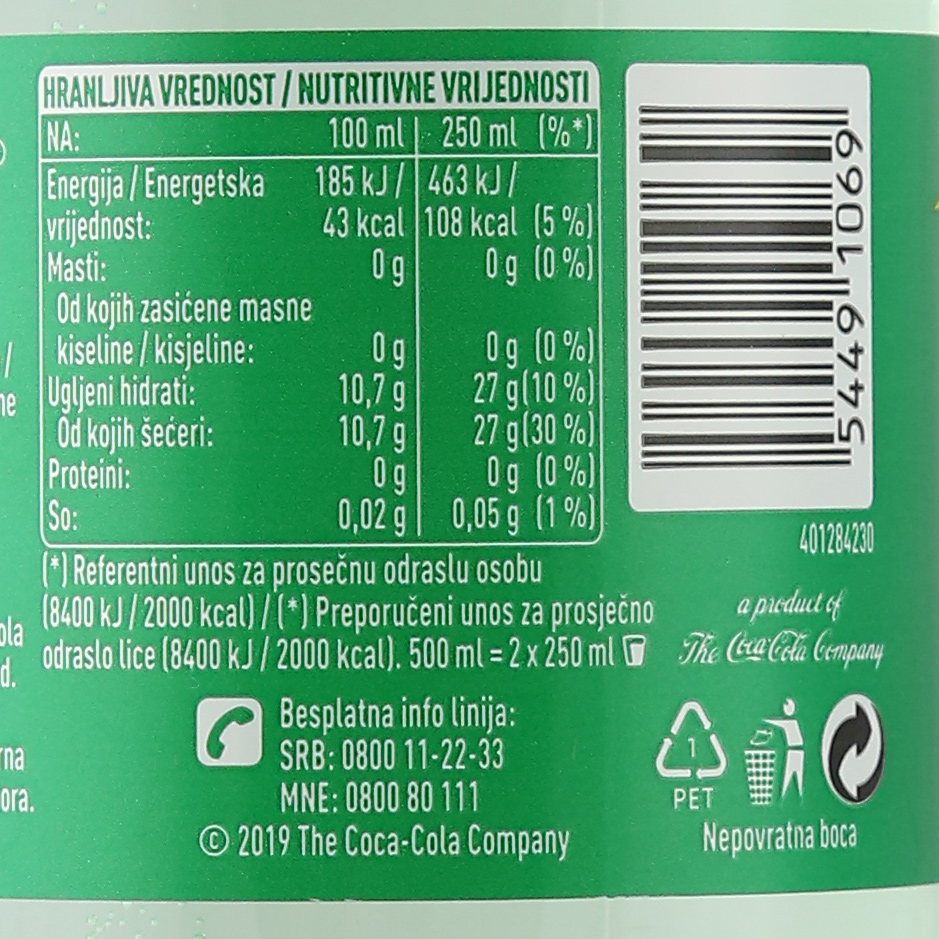 HRANLJIVA VREDNOST / NUTRITIVNE VRIJEDNOSTI
NA: 100 ml 250 ml (%*)
Energija / Energetska 185 kJ / 463 kJ /
vrijednost: 43 kcal 108 kcal (5 %)
Masti: 0 g 0 g (0 %)
Od kojih zasićene masne
kiseline / kisjeline: 0 g 0 g (0 %)
Ugljeni hidrati: 10,7 g 27 g (10 %)
Od kojih šećeri: 10,7 g 27 g (30 %)
Proteini: 0 g 0 g (0 %)
So: 0,02 g 0,05 g (1 %)
(*) Referentni unos za prosečnu odraslu osobu
(8400 kJ / 2000 kcal) / (*) Preporučeni unos za prosječno
odraslo lice (8400 kJ / 2000 kcal). 500 ml = 2 x 250 ml
Besplatna info linija:
SRB: 0800 11-22-33
MNE: 0800 80 111
© 2019 The Coca-Cola Company
5449 1069
401284230
a product of
The Coca-Cola Company
1
PET
Nepovratna boca
ola
d.
rna
ora.
/
ne